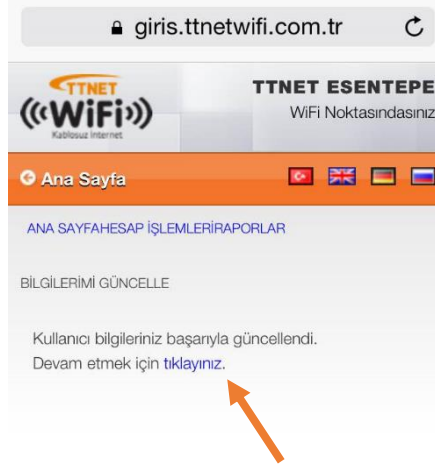 giris.ttnetwifi.com.tr
TTNET
WiFi
Kablosuz Internet
TTNET ESENTEPE
WiFi Noktasındasınız
Ana Sayfa
ANA SAYFAHESAP İŞLEMLERİRAPORLAR
BİLGİLERİMİ GÜNCELLE
Kullanıcı bilgileriniz başarıyla güncellendi.
Devam etmek için tıklayınız.